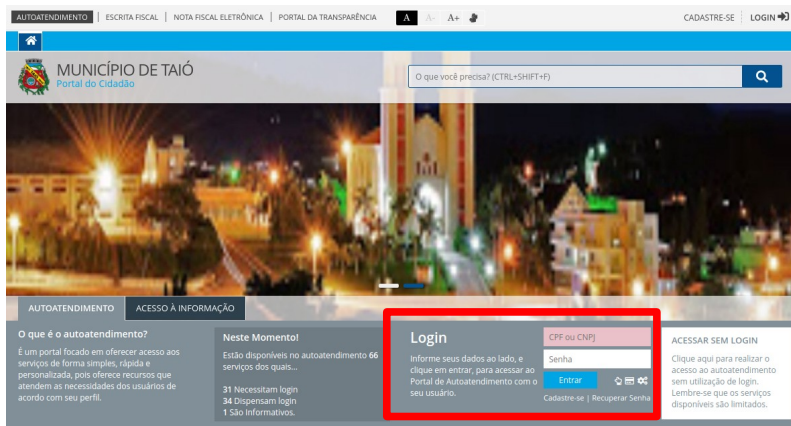 AUTOATENDIMENTO | ESCRITA FISCAL | NOTA FISCAL ELETRÔNICA | PORTAL DA TRANSPARÊNCIA A A- A+ CADASTRE-SE LOGIN
MUNICÍPIO DE TAIÓ
Portal do Cidadão
O que você precisa? (CTRL+SHIFT+F)
AUTOATENDIMENTO ACESSO À INFORMAÇÃO
O que é o autoatendimento?
É um portal focado em oferecer acesso aos
serviços de forma simples, rápida e
personalizada, pois oferece recursos que
atendem as necessidades dos usuários de
acordo com seu perfil.
Neste Momento!
Estão disponíveis no autoatendimento 66
serviços dos quais...
31 Necessitam login
34 Dispensam login
1 São Informativos.
Login
Informe seus dados ao lado, e
clique em entrar, para acessar ao
Portal de Autoatendimento com o
seu usuário.
CPF ou CNPJ
Senha
Entrar
Cadastre-se | Recuperar Senha
ACESSAR SEM LOGIN
Clique aqui para realizar o
acesso ao autoatendimento
sem utilização de login.
Lembre-se que os serviços
disponíveis são limitados.